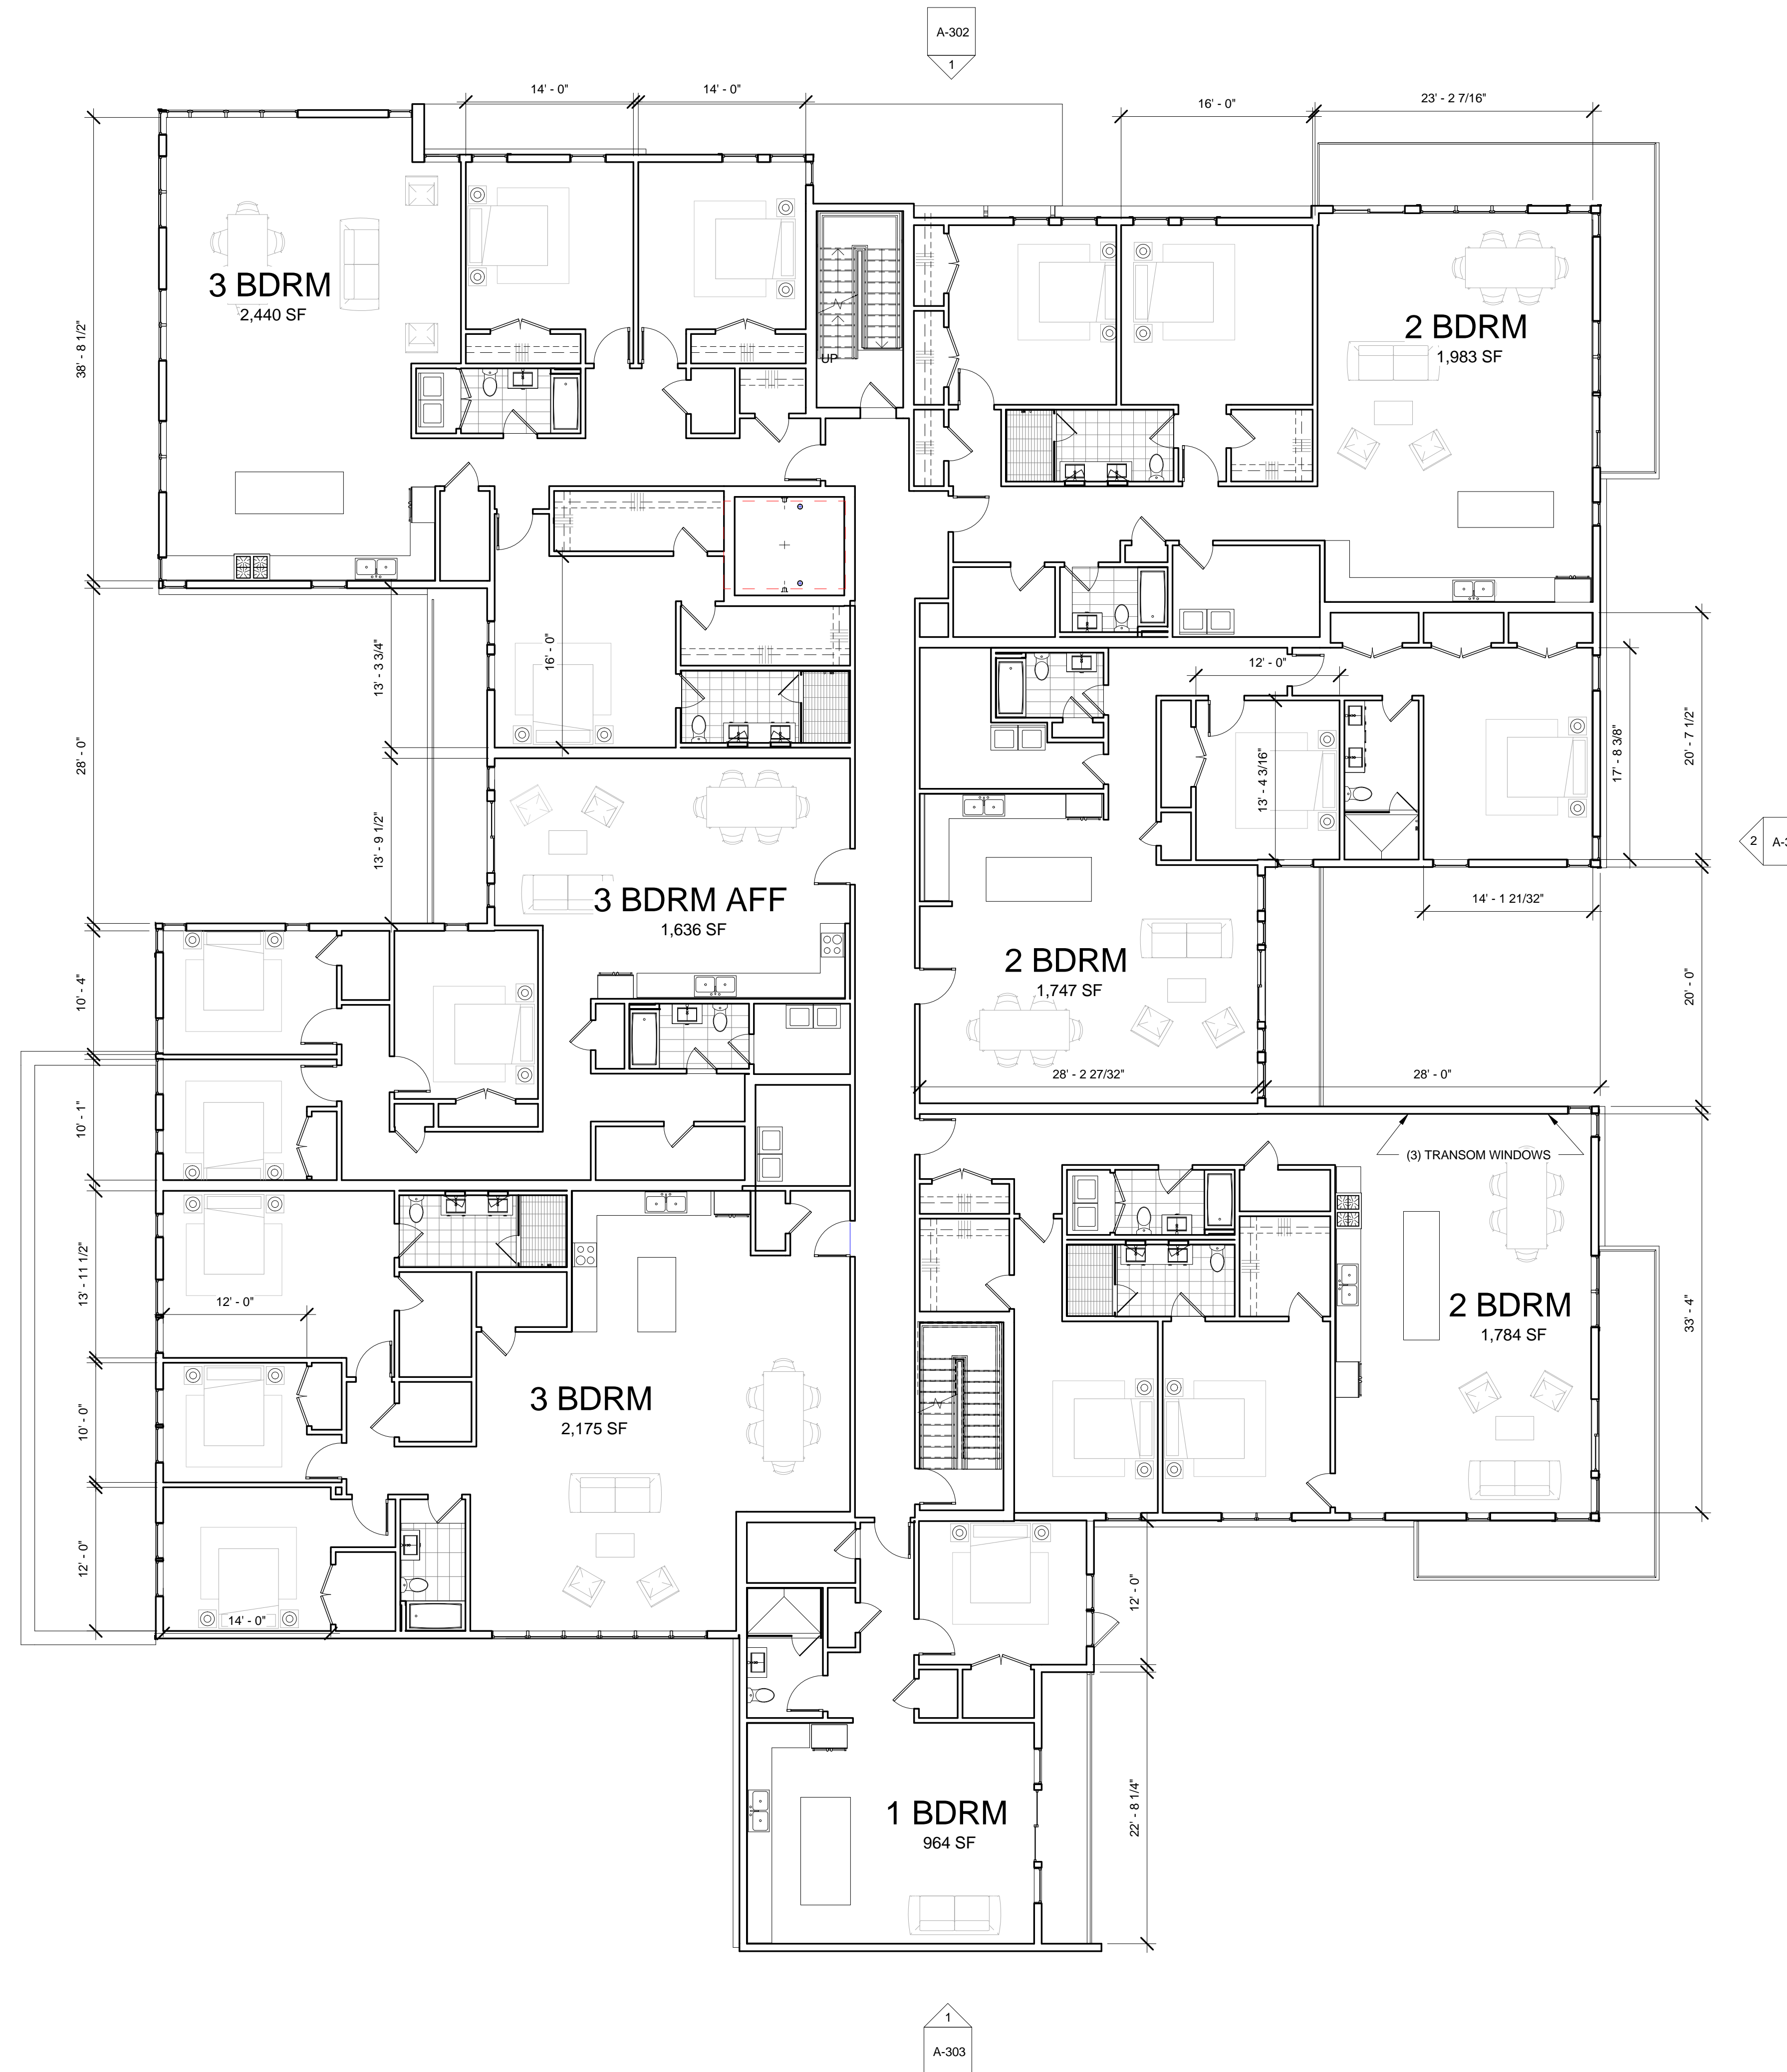 A-302
1
14' - 0"
14' - 0"
16' - 0"
23' - 2 7/16"
38' - 8 1/2"
3 BDRM
2,440 SF
2 BDRM
1,983 SF
UP
28' - 0"
13' - 3 3/4"
16' - 0"
12' - 0"
13' - 4 3/16"
17' - 8 3/8"
20' - 7 1/2"
13' - 9 1/2"
3 BDRM AFF
1,636 SF
2
14' - 1 21/32"
2 BDRM
1,747 SF
10' - 4"
20' - 0"
28' - 2 27/32"
28' - 0"
10' - 1"
(3) TRANSOM WINDOWS
13' - 11 1/2"
12' - 0"
2 BDRM
1,784 SF
33' - 4"
3 BDRM
2,175 SF
10' - 0"
12' - 0"
14' - 0"
12' - 0"
1 BDRM
964 SF
22' - 8 1/4"
1
A-303